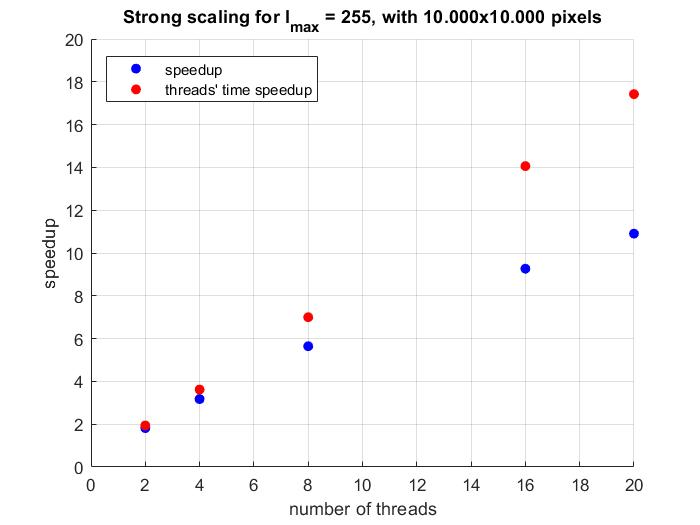 Strong scaling for I_max = 255, with 10.000x10.000 pixels
20
18
16
14
12
10
8
6
4
2
0
speedup
speedup
threads' time speedup
0 2 4 6 8 10 12 14 16 18 20
number of threads